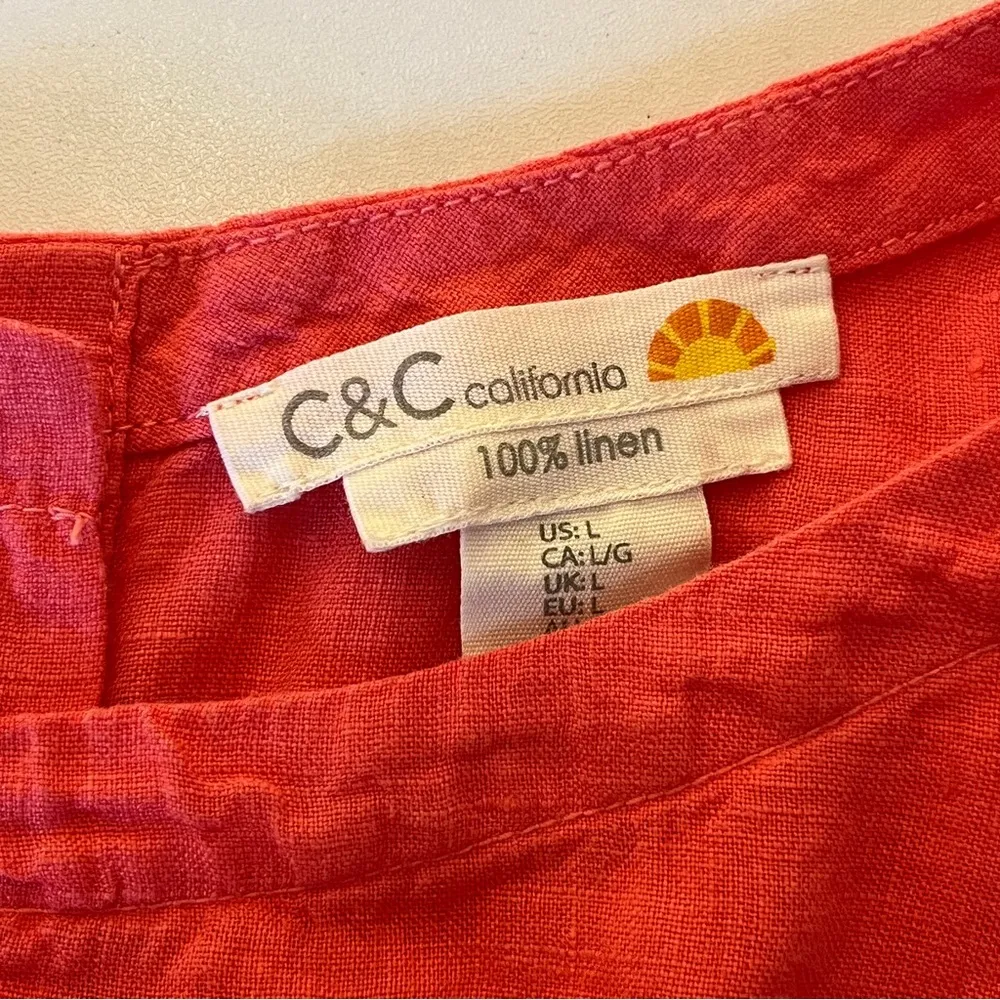 C&C california
100% linen
US: L
CA: L/G
UK: L
EU: L